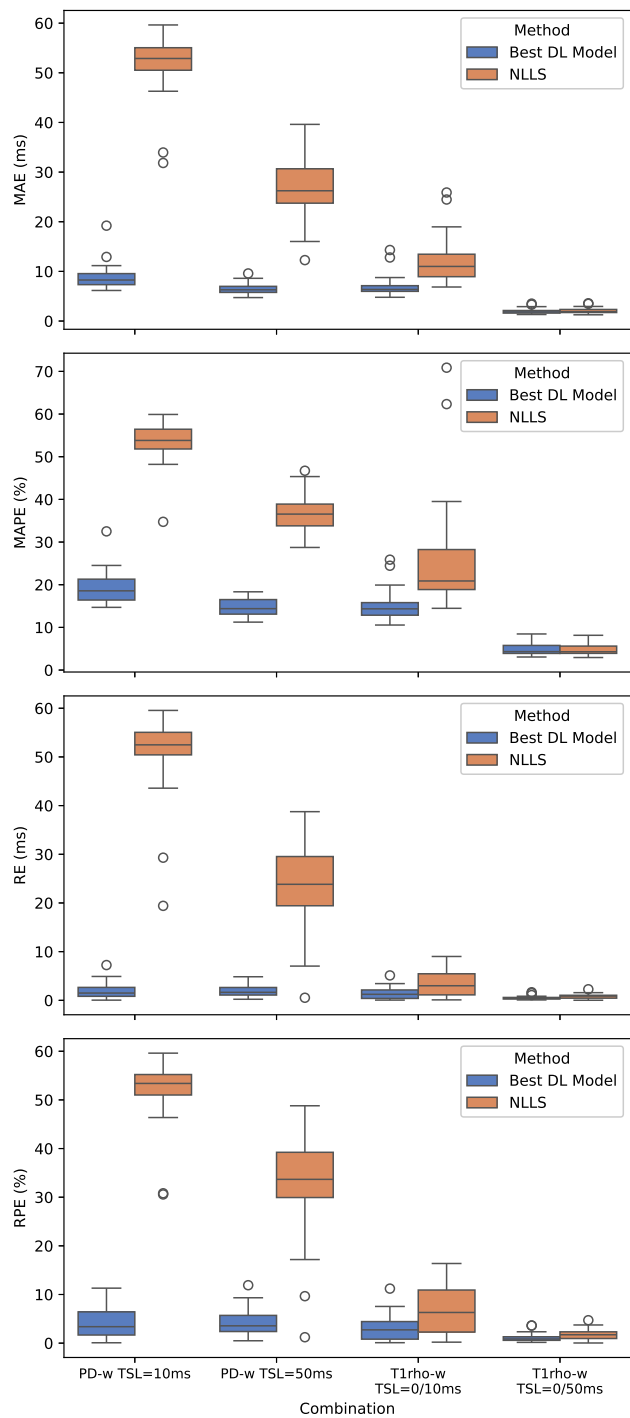 60
50
40
30
20
10
0
MAE (ms)
Method
Best DL Model
NLLS
70
60
50
40
30
20
10
0
MAPE (%)
Method
Best DL Model
NLLS
60
50
40
30
20
10
0
RE (ms)
Method
Best DL Model
NLLS
60
50
40
30
20
10
0
RPE (%)
Method
Best DL Model
NLLS
PD-w TSL=10ms
PD-w TSL=50ms
T1rho-w
TSL=0/10ms
T1rho-w
TSL=0/50ms
Combination